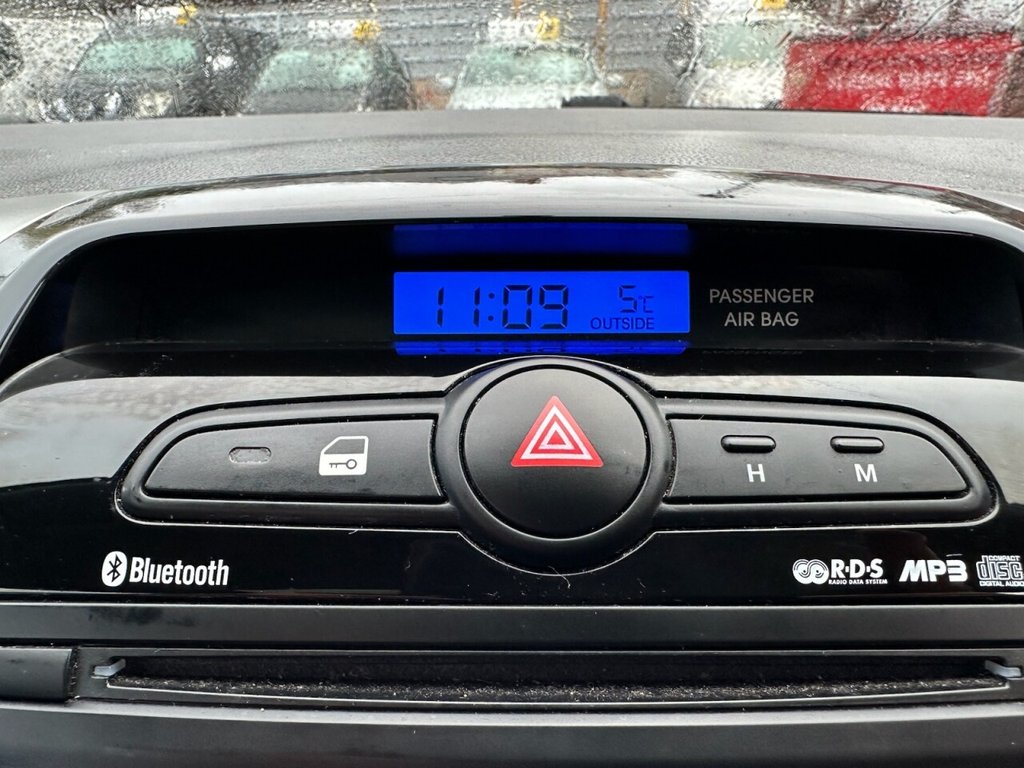 11:09 5°C
OUTSIDE
PASSENGER
AIR BAG
H M
Bluetooth
R·D·S
RADIO DATA SYSTEM
MP3
COMPACT
disc
DIGITAL AUDIO